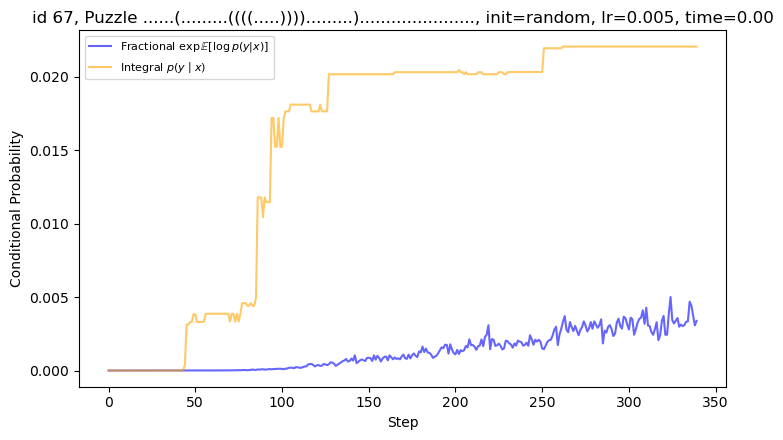 id 67, Puzzle ......(.........((((.....)))).........)......................, init=random, lr=0.005, time=0.00
Fractional exp𝔼[log p(y|x)]
Integral p(y | x)
Conditional Probability
0.020
0.015
0.010
0.005
0.000
0
50
100
150
200
250
300
350
Step